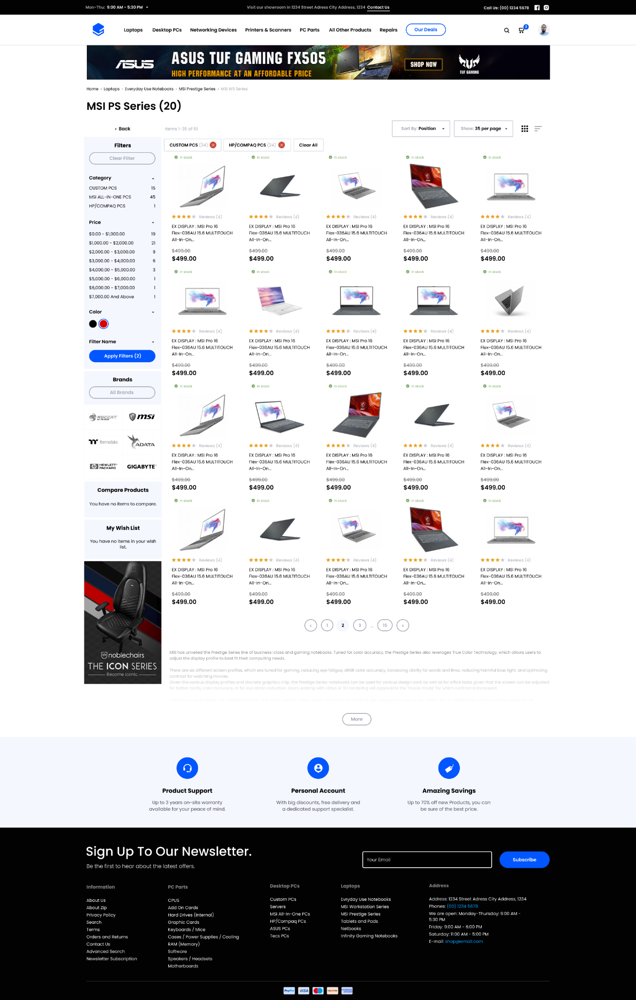 Mon-Thu: 9:00 AM - 5:30 PM
Visit our showroom in 1234 Street Adress City Address, 1234 Contact Us
Call Us: (00) 1234 5678
Laptops Desktop PCs Networking Devices Printers & Scanners PC Parts All Other Products Repairs Our Deals
2
ASUS
ASUS TUF GAMING FX505
HIGH PERFORMANCE AT AN AFFORDABLE PRICE
SHOP NOW
TUF GAMING
Home › Laptops › Everyday Use Notebooks › MSI Prestige Series › MSI WS Series
MSI PS Series (20)
‹ Back
Items 1-35 of 61
Sort By: Position
Show: 35 per page
Filters
Clear Filter
Category
CUSTOM PCS 15
MSI ALL-IN-ONE PCS 45
HP/COMPAQ PCS 1
Price
$0.00 - $1,000.00 19
$1,000.00 - $2,000.00 21
$2,000.00 - $3,000.00 9
$3,000.00 - $4,000.00 6
$4,000.00 - $5,000.00 3
$5,000.00 - $6,000.00 1
$6,000.00 - $7,000.00 1
$7,000.00 And Above 1
Color
Filter Name
Apply Filters (2)
Brands
All Brands
ROCCAT
msi
thermaltake
ADATA
HEWLETT PACKARD
GIGABYTE
Compare Products
You have no items to compare.
My Wish List
You have no items in your wish
list.
noblechairs
THE ICON SERIES
Become iconic
CUSTOM PCS (24)
HP/COMPAQ PCS (24)
Clear All
in stock in stock in stock in stock in stock
Reviews (4) Reviews (4) Reviews (4) Reviews (4) Reviews (4)
EX DISPLAY : MSI Pro 16 EX DISPLAY : MSI Pro 16 EX DISPLAY : MSI Pro 16 EX DISPLAY : MSI Pro 16 EX DISPLAY : MSI Pro 16
Flex-036AU 15.6 MULTITOUCH Flex-036AU 15.6 MULTITOUCH Flex-036AU 15.6 MULTITOUCH Flex-036AU 15.6 MULTITOUCH Flex-036AU 15.6 MULTITOUCH
All-In-On... All-In-On... All-In-On... All-In-On... All-In-On...
$499.00 $499.00 $499.00 $499.00 $499.00
$499.00 $499.00 $499.00 $499.00 $499.00
in stock in stock in stock in stock in stock
Reviews (4) Reviews (4) Reviews (4) Reviews (4) Reviews (4)
EX DISPLAY : MSI Pro 16 EX DISPLAY : MSI Pro 16 EX DISPLAY : MSI Pro 16 EX DISPLAY : MSI Pro 16 EX DISPLAY : MSI Pro 16
Flex-036AU 15.6 MULTITOUCH Flex-036AU 15.6 MULTITOUCH Flex-036AU 15.6 MULTITOUCH Flex-036AU 15.6 MULTITOUCH Flex-036AU 15.6 MULTITOUCH
All-In-On... All-In-On... All-In-On... All-In-On... All-In-On...
$499.00 $499.00 $499.00 $499.00 $499.00
$499.00 $499.00 $499.00 $499.00 $499.00
in stock in stock in stock in stock in stock
Reviews (4) Reviews (4) Reviews (4) Reviews (4) Reviews (4)
EX DISPLAY : MSI Pro 16 EX DISPLAY : MSI Pro 16 EX DISPLAY : MSI Pro 16 EX DISPLAY : MSI Pro 16 EX DISPLAY : MSI Pro 16
Flex-036AU 15.6 MULTITOUCH Flex-036AU 15.6 MULTITOUCH Flex-036AU 15.6 MULTITOUCH Flex-036AU 15.6 MULTITOUCH Flex-036AU 15.6 MULTITOUCH
All-In-On... All-In-On... All-In-On... All-In-On... All-In-On...
$499.00 $499.00 $499.00 $499.00 $499.00
$499.00 $499.00 $499.00 $499.00 $499.00
in stock in stock in stock in stock in stock
Reviews (4) Reviews (4) Reviews (4) Reviews (4) Reviews (4)
EX DISPLAY : MSI Pro 16 EX DISPLAY : MSI Pro 16 EX DISPLAY : MSI Pro 16 EX DISPLAY : MSI Pro 16 EX DISPLAY : MSI Pro 16
Flex-036AU 15.6 MULTITOUCH Flex-036AU 15.6 MULTITOUCH Flex-036AU 15.6 MULTITOUCH Flex-036AU 15.6 MULTITOUCH Flex-036AU 15.6 MULTITOUCH
All-In-On... All-In-On... All-In-On... All-In-On... All-In-On...
$499.00 $499.00 $499.00 $499.00 $499.00
$499.00 $499.00 $499.00 $499.00 $499.00
‹ 1 2 3 ... 15 ›
MSI has unveiled the Prestige Series line of business-class and gaming notebooks. Tuned for color accuracy, the Prestige Series also leverages True Color Technology, which allows users to
adjust the display profile to best fit their computing needs.
There are six different screen profiles, which are tuned for gaming, reducing eye fatigue, sRGB color accuracy, increasing clarity for words and lines, reducing harmful blue light, and optimizing
contrast for watching movies.
Given the various display profiles and discrete graphics chip, the Prestige Series notebooks can be used for various design work as well as for office tasks given that the screen can be adjusted
for better clarity, color accuracy, or for eye strain reduction. Users working with video or 3D rendering will appreciate the "movie mode" for which contrast is increased.
More
Product Support
Up to 3 years on-site warranty
available for your peace of mind.
Personal Account
With big discounts, free delivery and
a dedicated support specialist.
Amazing Savings
Up to 70% off new Products, you can
be sure of the best price.
Sign Up To Our Newsletter.
Be the first to hear about the latest offers.
Your Email
Subscribe
Information
About Us
About Zip
Privacy Policy
Search
Terms
Orders and Returns
Contact Us
Advanced Search
Newsletter Subscription
PC Parts
CPUS
Add On Cards
Hard Drives (Internal)
Graphic Cards
Keyboards / Mice
Cases / Power Supplies / Cooling
RAM (Memory)
Software
Speakers / Headsets
Motherboards
Desktop PCs
Custom PCs
Servers
MSI All-In-One PCs
HP/Compaq PCs
ASUS PCs
Tecs PCs
Laptops
Evryday Use Notebooks
MSI Workstation Series
MSI Prestige Series
Tablets and Pads
Netbooks
Infinity Gaming Notebooks
Address
Address: 1234 Street Adress City Address, 1234
Phones: (00) 1234 5678
We are open: Monday-Thursday: 9:00 AM -
5:30 PM
Friday: 9:00 AM - 6:00 PM
Saturday: 11:00 AM - 5:00 PM
E-mail: shop@email.com
PayPal VISA DISCOVER